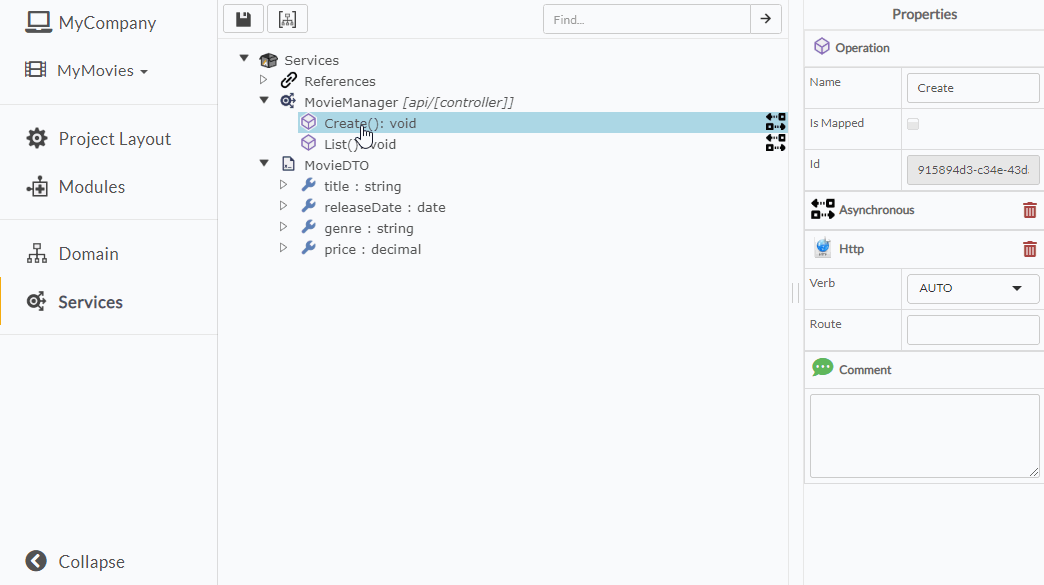 MyCompany
MyMovies
Project Layout
Modules
Domain
Services
Collapse
Find...
Services
References
MovieManager [api/[controller]]
Create(): void
List(): void
MovieDTO
title : string
releaseDate : date
genre : string
price : decimal
Properties
Operation
Name
Create
Is Mapped
Id
915894d3-c34e-43d
Asynchronous
Http
Verb
AUTO
Route
Comment